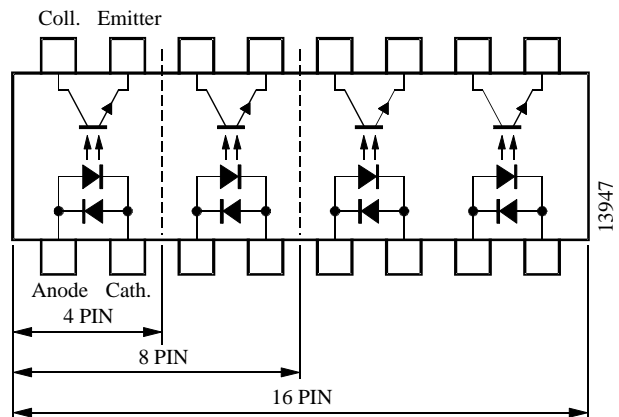 Coll. Emitter
13947
Anode Cath.
4 PIN
8 PIN
16 PIN